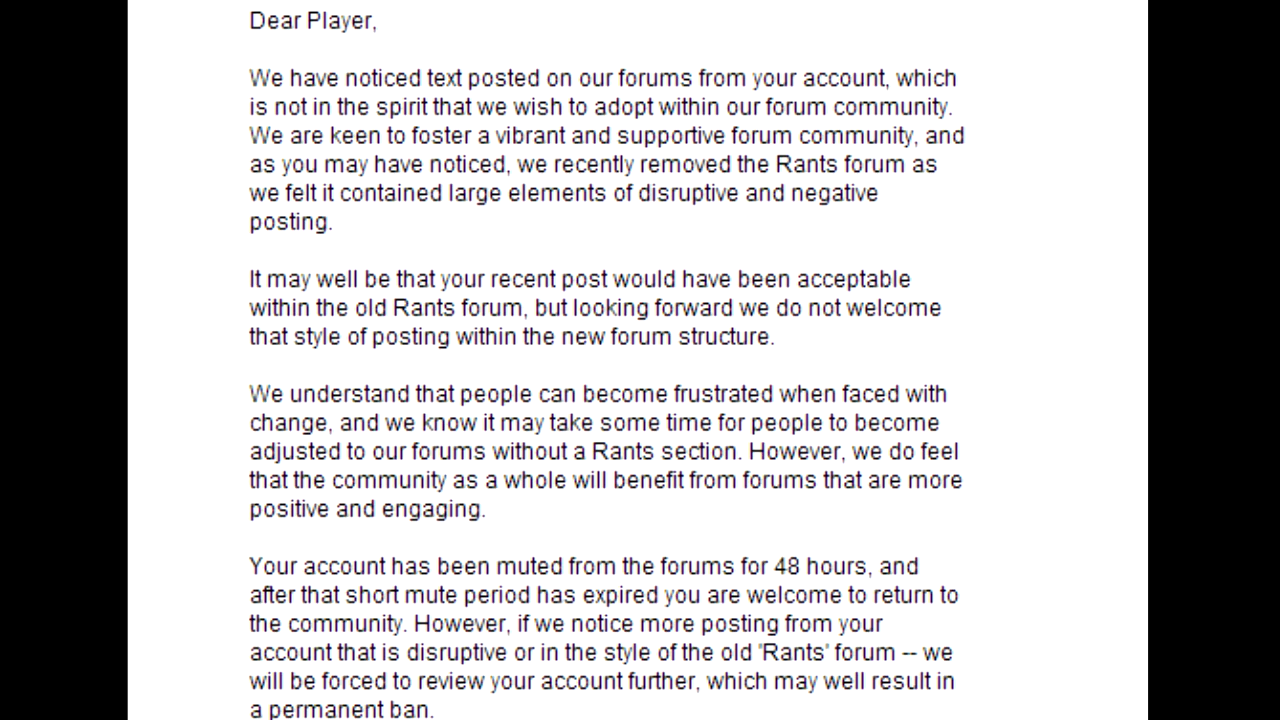 Dear Player,
We have noticed text posted on our forums from your account, which
is not in the spirit that we wish to adopt within our forum community.
We are keen to foster a vibrant and supportive forum community, and
as you may have noticed, we recently removed the Rants forum as
we felt it contained large elements of disruptive and negative
posting.
It may well be that your recent post would have been acceptable
within the old Rants forum, but looking forward we do not welcome
that style of posting within the new forum structure.
We understand that people can become frustrated when faced with
change, and we know it may take some time for people to become
adjusted to our forums without a Rants section. However, we do feel
that the community as a whole will benefit from forums that are more
positive and engaging.
Your account has been muted from the forums for 48 hours, and
after that short mute period has expired you are welcome to return to
the community. However, if we notice more posting from your
account that is disruptive or in the style of the old 'Rants' forum -- we
will be forced to review your account further, which may well result in
a permanent ban.